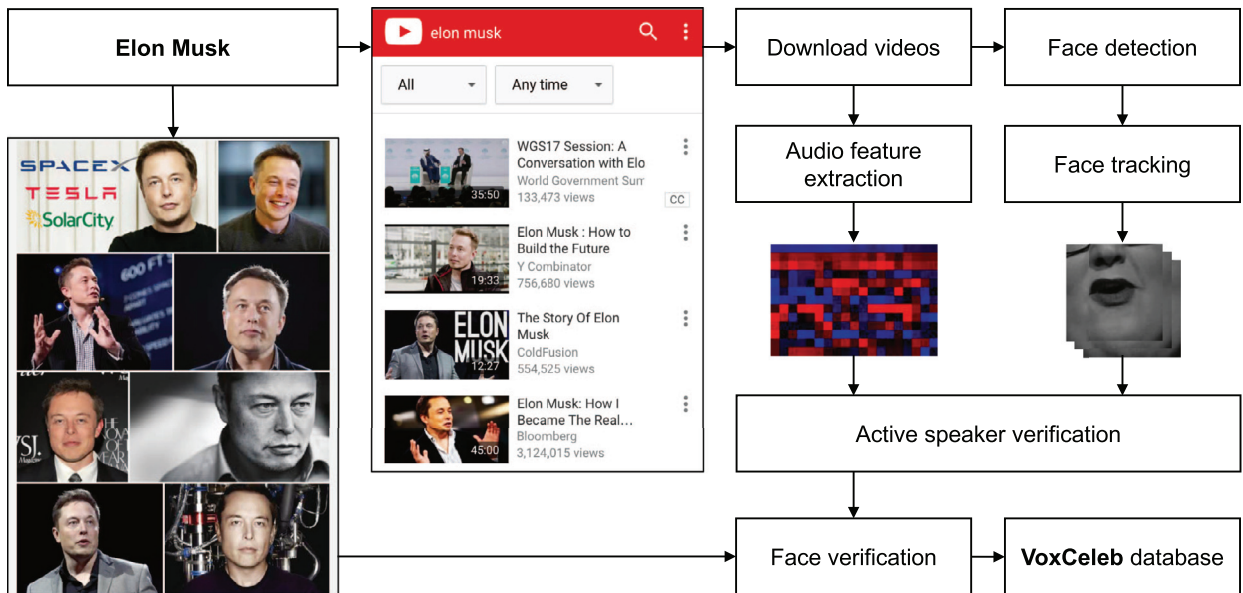 Elon Musk
elon musk
All
Any time
Download videos
Face detection
SPACEX
TESLA
SolarCity
WGS17 Session: A
Conversation with Elo
World Government Sum
133,473 views
CC
35:50
Elon Musk : How to
Build the Future
Y Combinator
756,680 views
19:33
The Story Of Elon
Musk
ColdFusion
554,525 views
ELON
MUSK
12:27
Elon Musk: How I
Became The Real...
Bloomberg
3,124,015 views
45:00
600 FT
WSJ.
Audio feature
extraction
Face tracking
Active speaker verification
Face verification
VoxCeleb database